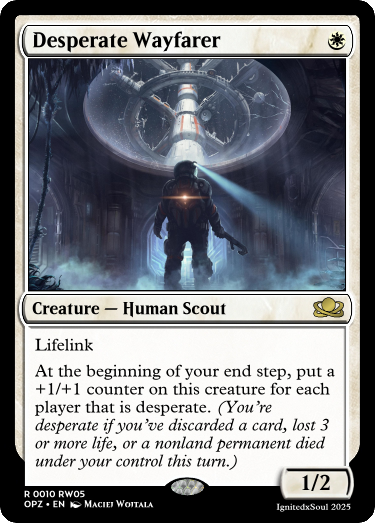 Desperate Wayfarer
Creature — Human Scout
Lifelink
At the beginning of your end step, put a
+1/+1 counter on this creature for each
player that is desperate. (You're
desperate if you've discarded a card, lost 3
or more life, or a nonland permanent died
under your control this turn.)
1/2
R 0010 RW05
OPZ • EN Maciej Wojtala
IgnitedxSoul 2025